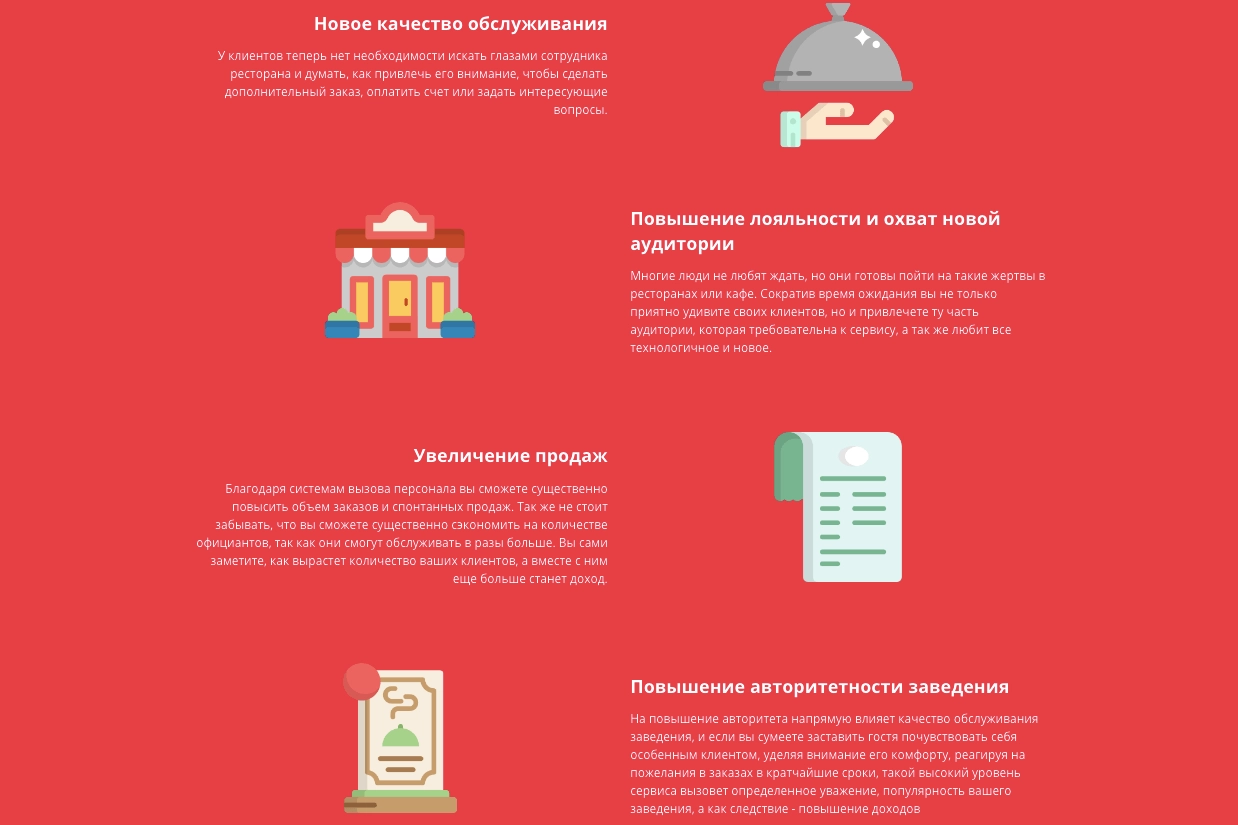 Новое качество обслуживания
У клиентов теперь нет необходимости искать глазами сотрудника
ресторана и думать, как привлечь его внимание, чтобы сделать
дополнительный заказ, оплатить счет или задать интересующие
вопросы.
Повышение лояльности и охват новой
аудитории
Многие люди не любят ждать, но они готовы пойти на такие жертвы в
ресторанах или кафе. Сократив время ожидания вы не только
приятно удивите своих клиентов, но и привлечете ту часть
аудитории, которая требовательна к сервису, а так же любит все
технологичное и новое.
Увеличение продаж
Благодаря системам вызова персонала вы сможете существенно
повысить объем заказов и спонтанных продаж. Так же не стоит
забывать, что вы сможете существенно сэкономить на количестве
официантов, так как они смогут обслуживать в разы больше. Вы сами
заметите, как вырастет количество ваших клиентов, а вместе с ним
еще больше станет доход.
Повышение авторитетности заведения
На повышение авторитета напрямую влияет качество обслуживания
заведения, и если вы сумеете заставить гостя почувствовать себя
особенным клиентом, уделяя внимание его комфорту, реагируя на
пожелания в заказах в кратчайшие сроки, такой высокий уровень
сервиса вызовет определенное уважение, популярность вашего
заведения, а как следствие - повышение доходов